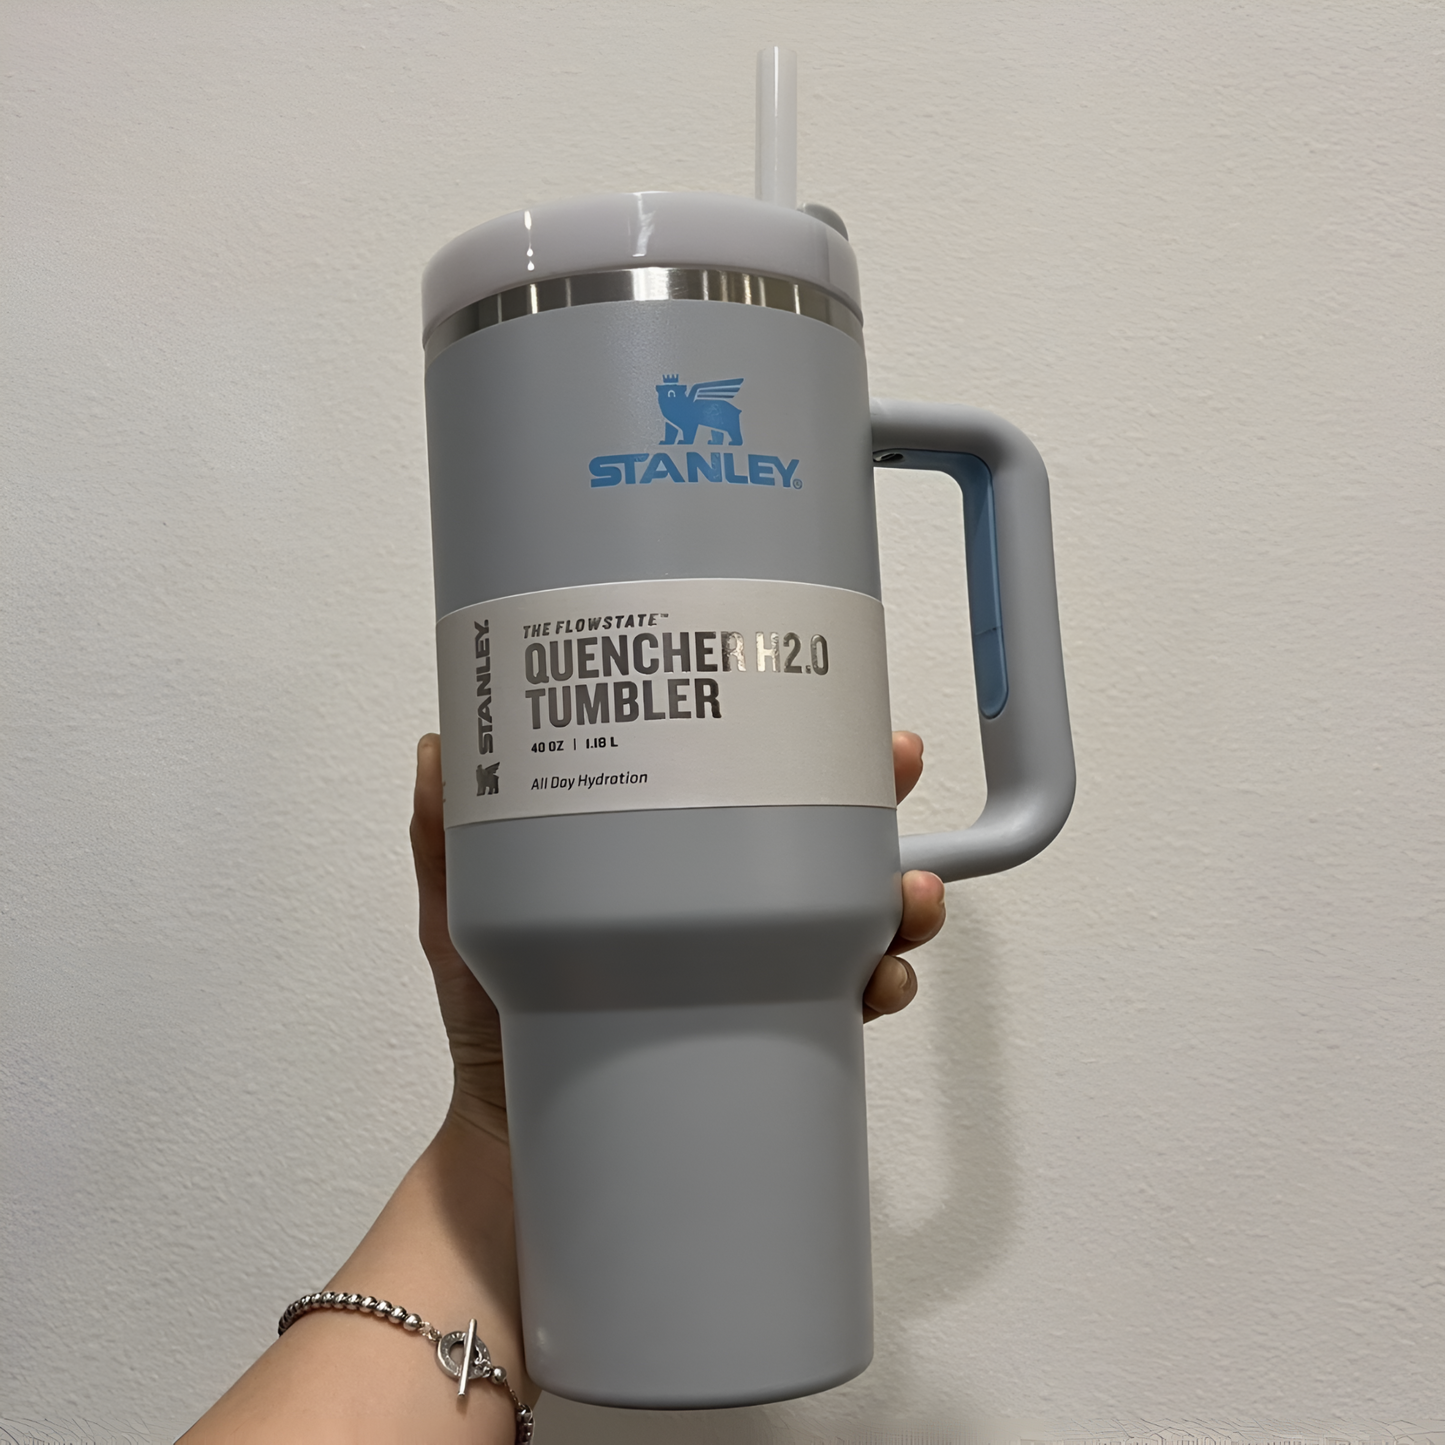 STANLEY®
STANLEY.
THE FLOWSTATE™
QUENCHER H2.0
TUMBLER
40 OZ | 1.18 L
All Day Hydration